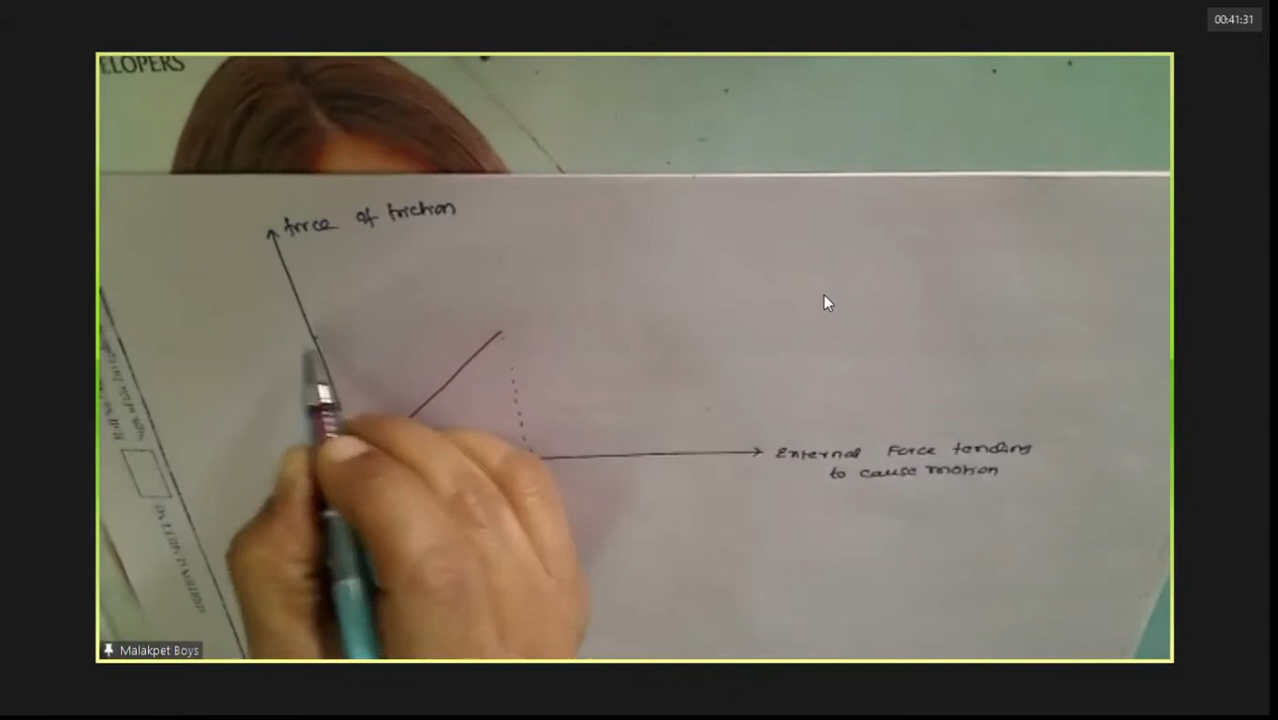 00:41:31
ELOPERS
force of friction
External Force tending
to cause motion
Malakpet Boys